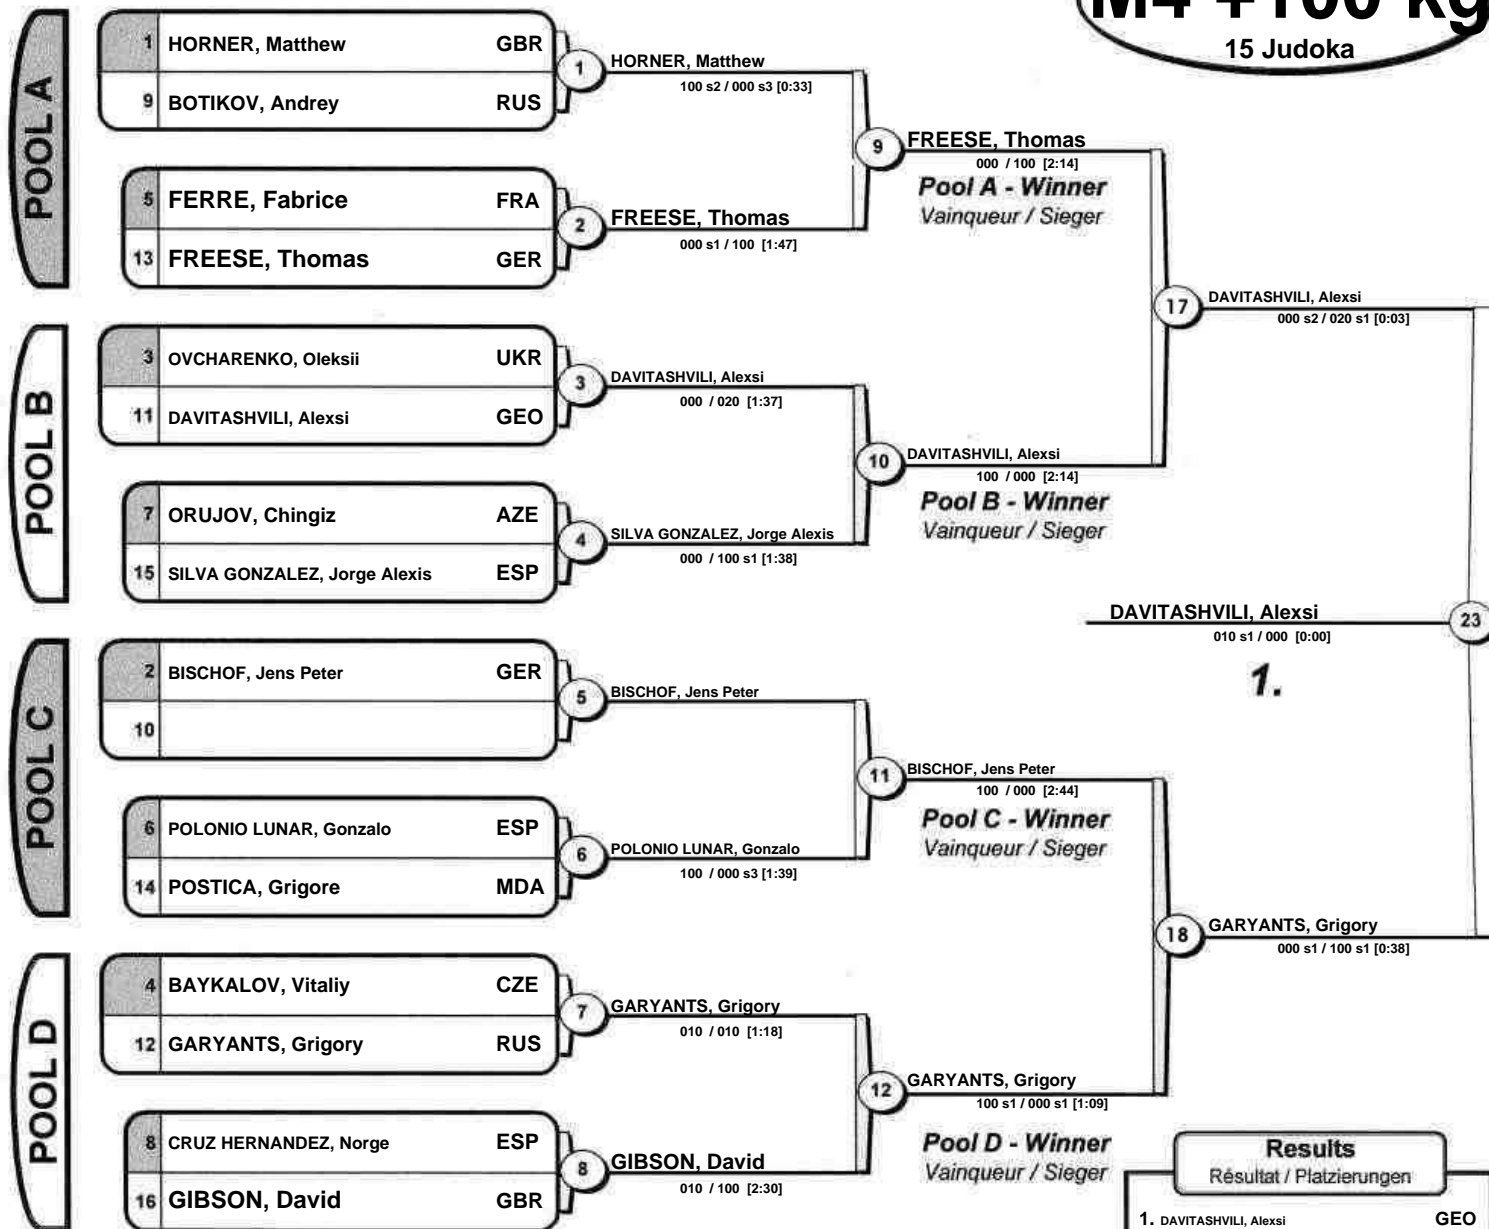 M4 +100 kg
15 Judoka
POOL A
1 HORNER, Matthew GBR
9 BOTIKOV, Andrey RUS
1
HORNER, Matthew
100 s2 / 000 s3 [0:33]
5 FERRE, Fabrice FRA
13 FREESE, Thomas GER
2
FREESE, Thomas
000 s1 / 100 [1:47]
9
FREESE, Thomas
000 / 100 [2:14]
Pool A - Winner
Vainqueur / Sieger
POOL B
3 OVCHARENKO, Oleksii UKR
11 DAVITASHVILI, Alexsi GEO
3
DAVITASHVILI, Alexsi
000 / 020 [1:37]
7 ORUJOV, Chingiz AZE
15 SILVA GONZALEZ, Jorge Alexis ESP
4
SILVA GONZALEZ, Jorge Alexis
000 / 100 s1 [1:38]
10
DAVITASHVILI, Alexsi
100 / 000 [2:14]
Pool B - Winner
Vainqueur / Sieger
17
DAVITASHVILI, Alexsi
000 s2 / 020 s1 [0:03]
DAVITASHVILI, Alexsi
010 s1 / 000 [0:00]
23
1.
POOL C
2 BISCHOF, Jens Peter GER
10
5
BISCHOF, Jens Peter
6 POLONIO LUNAR, Gonzalo ESP
14 POSTICA, Grigore MDA
6
POLONIO LUNAR, Gonzalo
100 / 000 s3 [1:39]
11
BISCHOF, Jens Peter
100 / 000 [2:44]
Pool C - Winner
Vainqueur / Sieger
18
GARYANTS, Grigory
000 s1 / 100 s1 [0:38]
POOL D
4 BAYKALOV, Vitaliy CZE
12 GARYANTS, Grigory RUS
7
GARYANTS, Grigory
010 / 010 [1:18]
8 CRUZ HERNANDEZ, Norge ESP
16 GIBSON, David GBR
8
GIBSON, David
010 / 100 [2:30]
12
GARYANTS, Grigory
100 s1 / 000 s1 [1:09]
Pool D - Winner
Vainqueur / Sieger
Results
Résultat / Platzierungen
1. DAVITASHVILI, Alexsi GEO